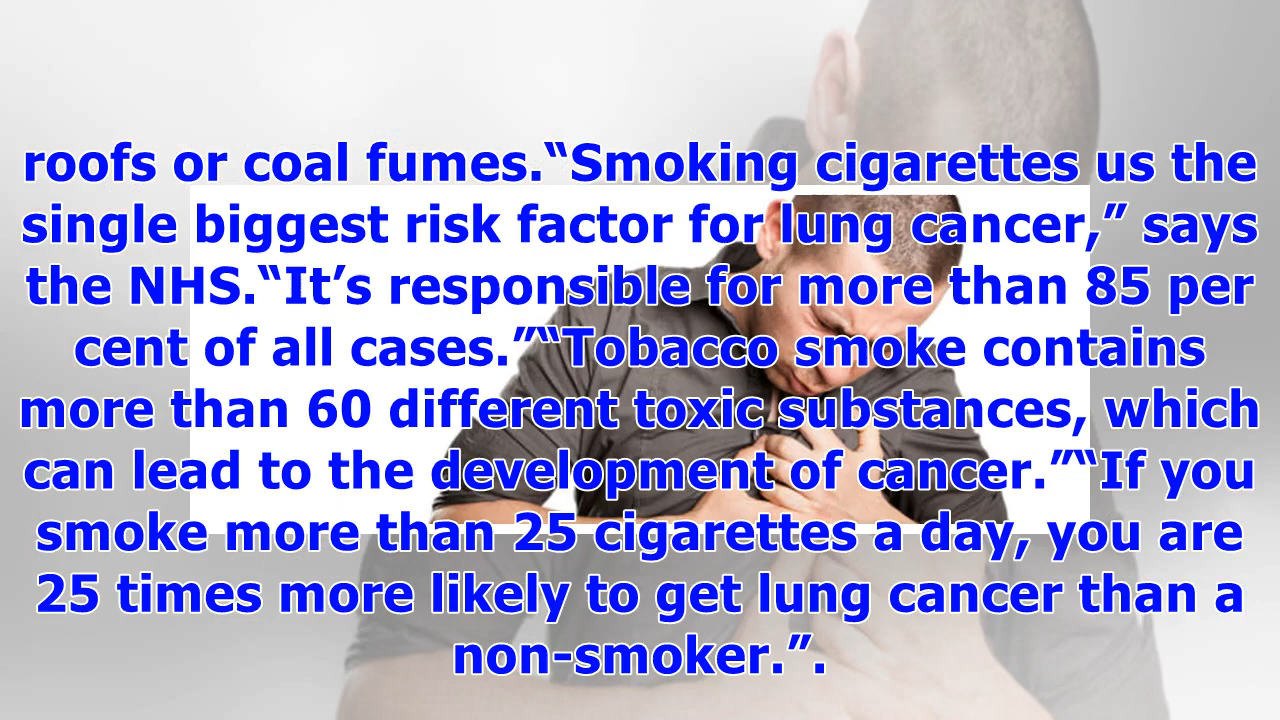 roofs or coal fumes.“Smoking cigarettes us the
single biggest risk factor for lung cancer,” says
the NHS.“It’s responsible for more than 85 per
cent of all cases.”“Tobacco smoke contains
more than 60 different toxic substances, which
can lead to the development of cancer.”“If you
smoke more than 25 cigarettes a day, you are
25 times more likely to get lung cancer than a
non-smoker.”.